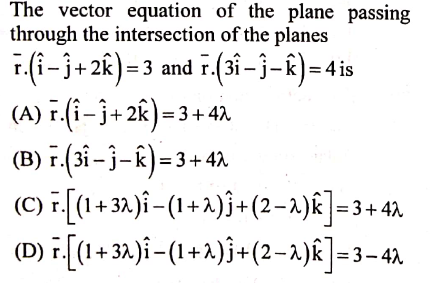 The vector equation of the plane passing
through the intersection of the planes
r̄.(î−ĵ+2k̂)=3 and r̄.(3î−ĵ−k̂)=4 is
(A) r̄.(î−ĵ+2k̂)=3+4λ
(B) r̄.(3î−ĵ−k̂)=3+4λ
(C) r̄.[(1+3λ)î−(1+λ)ĵ+(2−λ)k̂]=3+4λ
(D) r̄.[(1+3λ)î−(1+λ)ĵ+(2−λ)k̂]=3−4λ